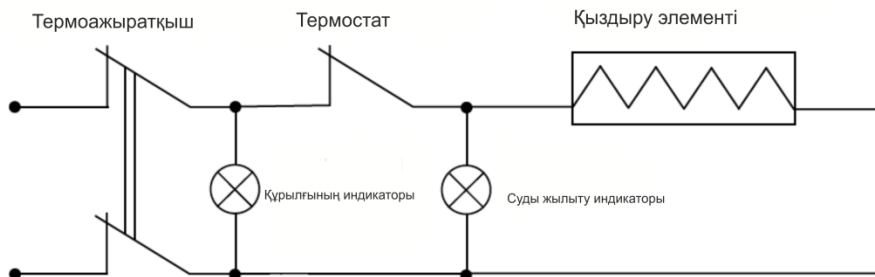 Термоажыратқыш
Термостат
Қыздыру элементі
Құрылғының индикаторы
Суды жылыту индикаторы